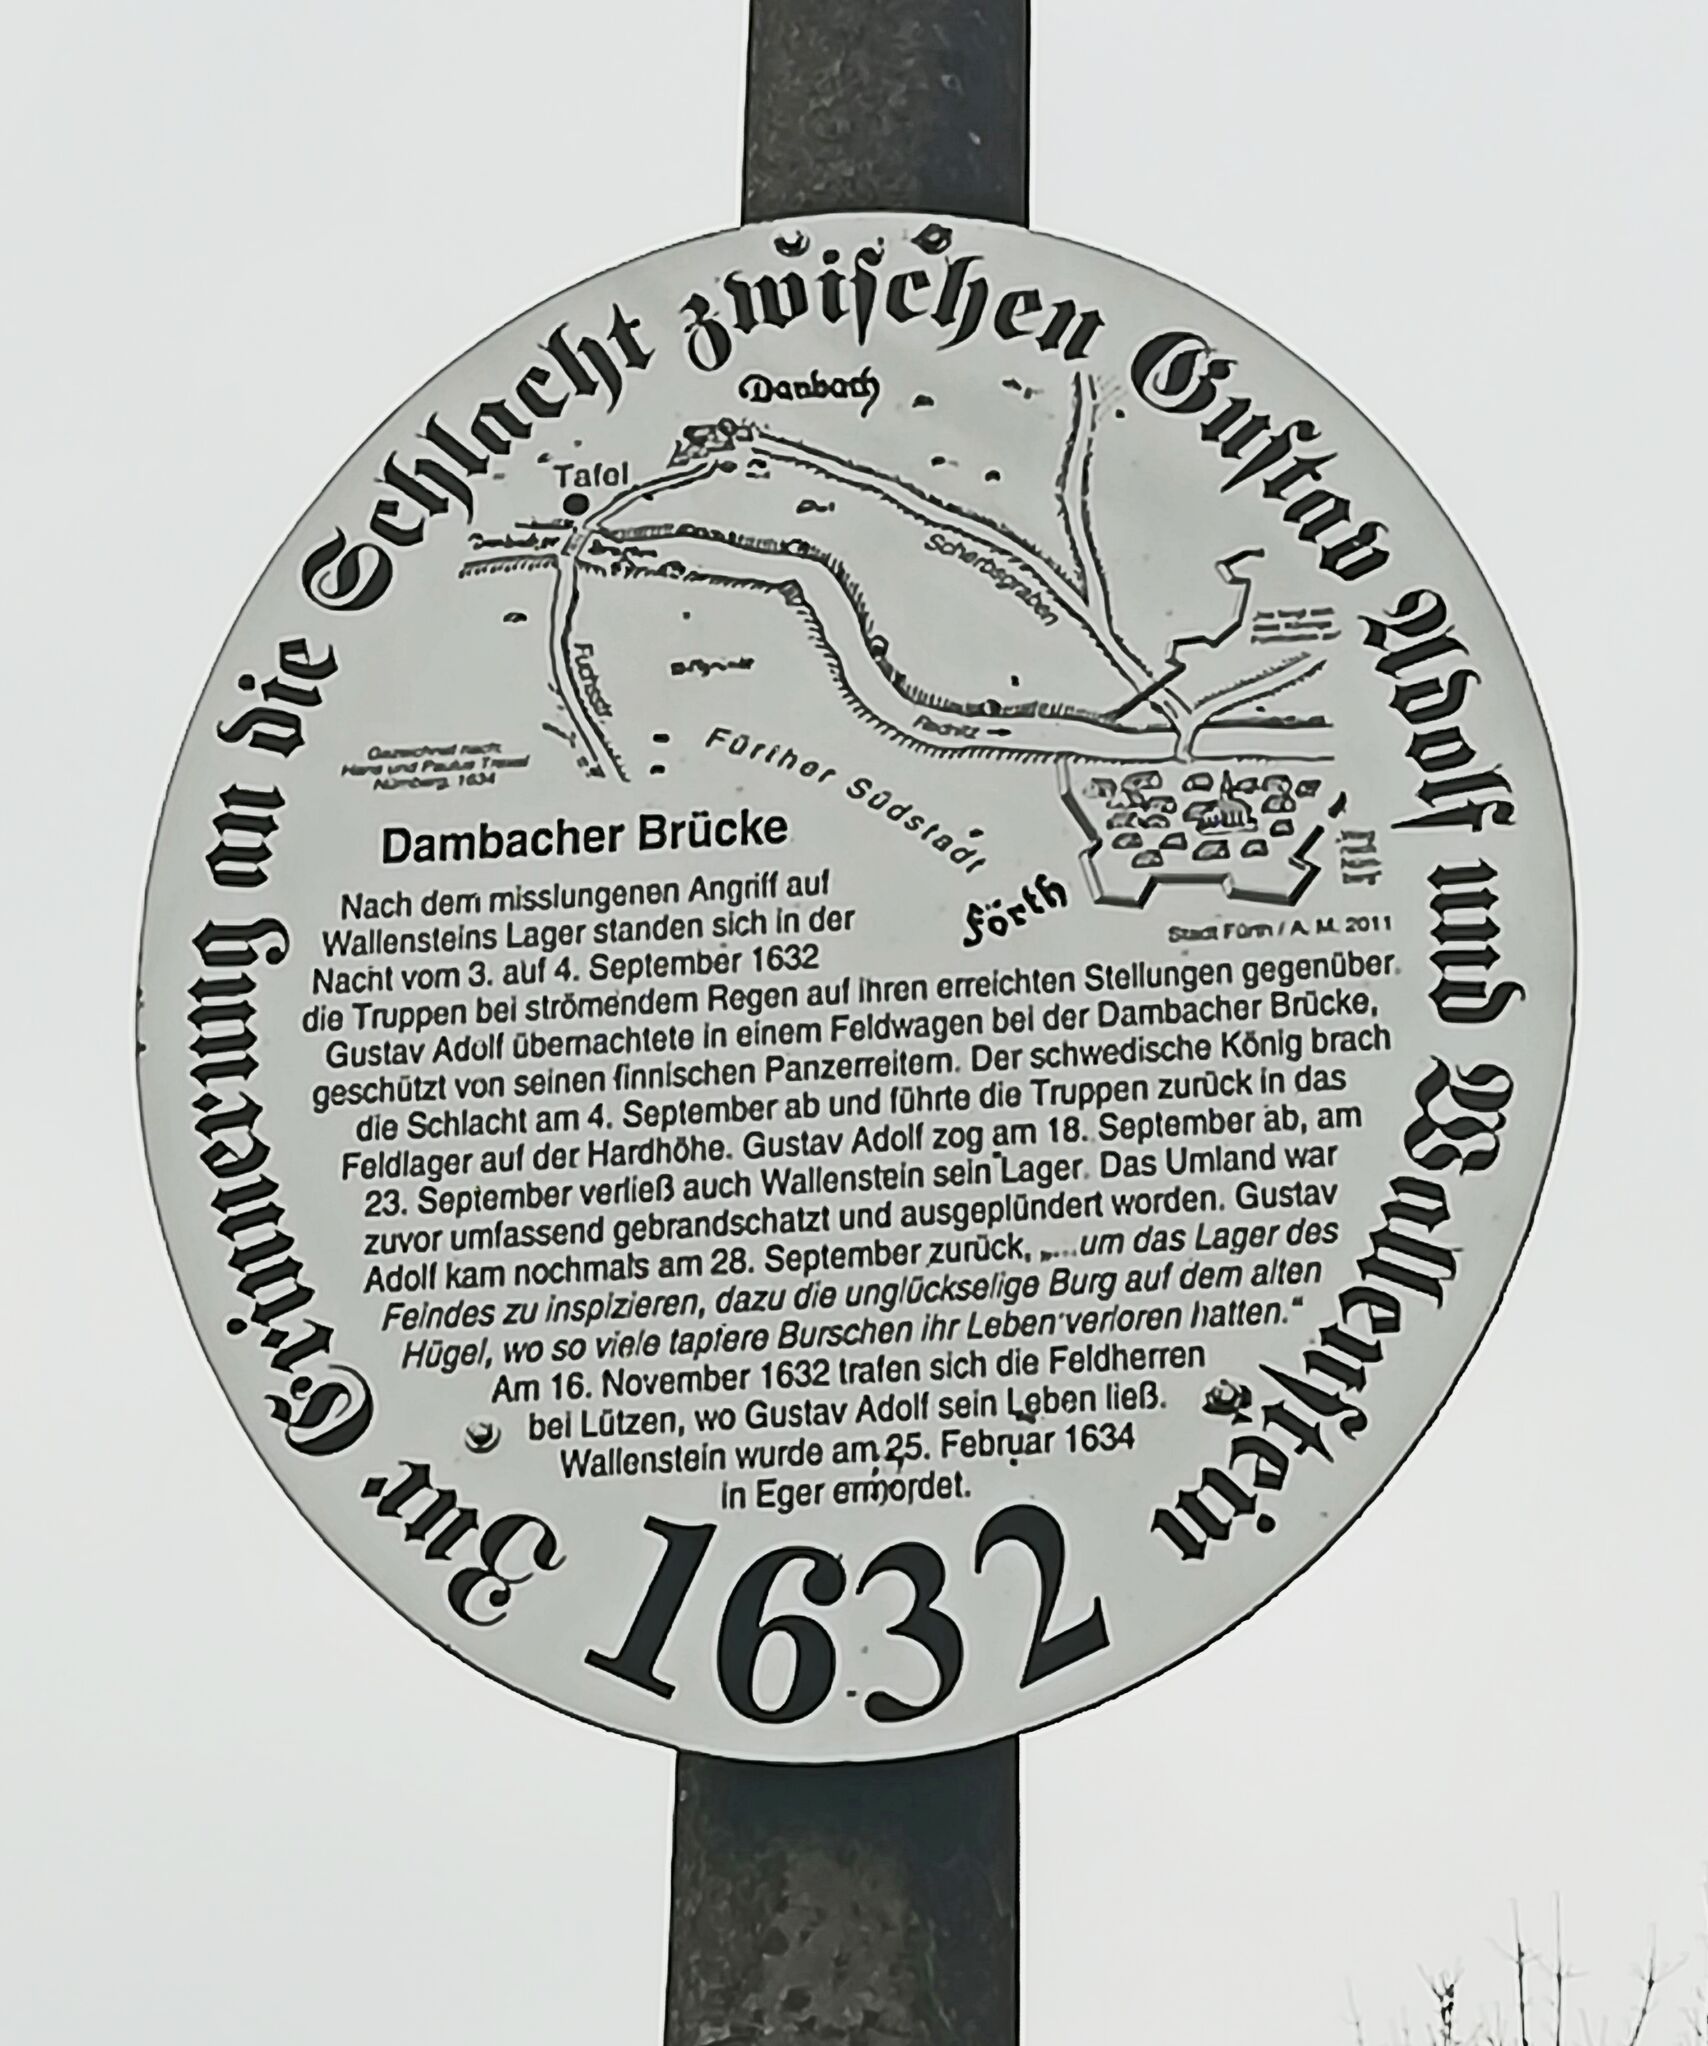 Zur Erinnerung an die Schlacht zwischen Gustav Adolf und Wallenstein
Danbach
Tafel
Scherbsgraben
Fuchsstr.
Rednitz
Gezeichnet nach
Hans und Paulus Trexel
Nürnberg, 1634
Fürther Südstadt
Förth
Stadt Fürth / A. M. 2011
Dambacher Brücke
Nach dem misslungenen Angriff auf
Wallensteins Lager standen sich in der
Nacht vom 3. auf 4. September 1632
die Truppen bei strömendem Regen auf ihren erreichten Stellungen gegenüber.
Gustav Adolf übernachtete in einem Feldwagen bei der Dambacher Brücke,
geschützt von seinen finnischen Panzerreitern. Der schwedische König brach
die Schlacht am 4. September ab und führte die Truppen zurück in das
Feldlager auf der Hardhöhe. Gustav Adolf zog am 18. September ab, am
23. September verließ auch Wallenstein sein Lager. Das Umland war
zuvor umfassend gebrandschatzt und ausgeplündert worden. Gustav
Adolf kam nochmals am 28. September zurück, „...um das Lager des
Feindes zu inspizieren, dazu die unglückselige Burg auf dem alten
Hügel, wo so viele tapfere Burschen ihr Leben verloren hatten.“
Am 16. November 1632 trafen sich die Feldherren
bei Lützen, wo Gustav Adolf sein Leben ließ.
Wallenstein wurde am 25. Februar 1634
in Eger ermordet.
1632